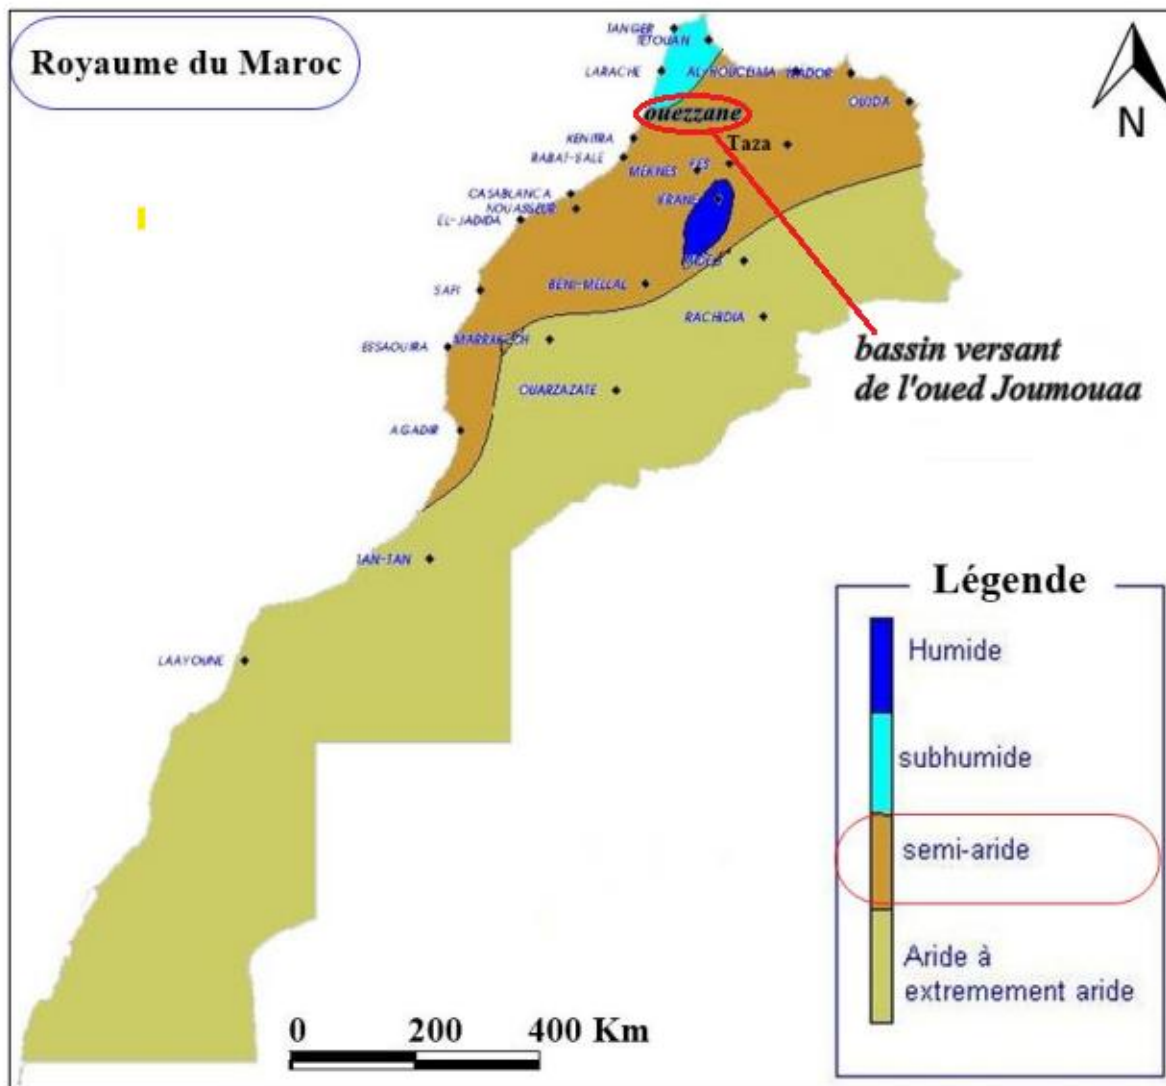 Royaume du Maroc
TANGER
TETOUAN
LARACHE
AL-HOUCEIMA
NADOR
OUJDA
N
ouezzane
KENITRA
Taza
RABAT-SALE
FES
MEKNES
CASABLANCA
IFRANE
NOUASSEUR
EL-JADIDA
BENI-MELLAL
SAFI
RACHIDIA
MARRAKECH
ESSAOUIRA
bassin versant
de l'oued Joumouaa
OUARZAZATE
AGADIR
TAN-TAN
Légende
Humide
LAAYOUNE
subhumide
semi-aride
Aride à
extremement aride
0 200 400 Km